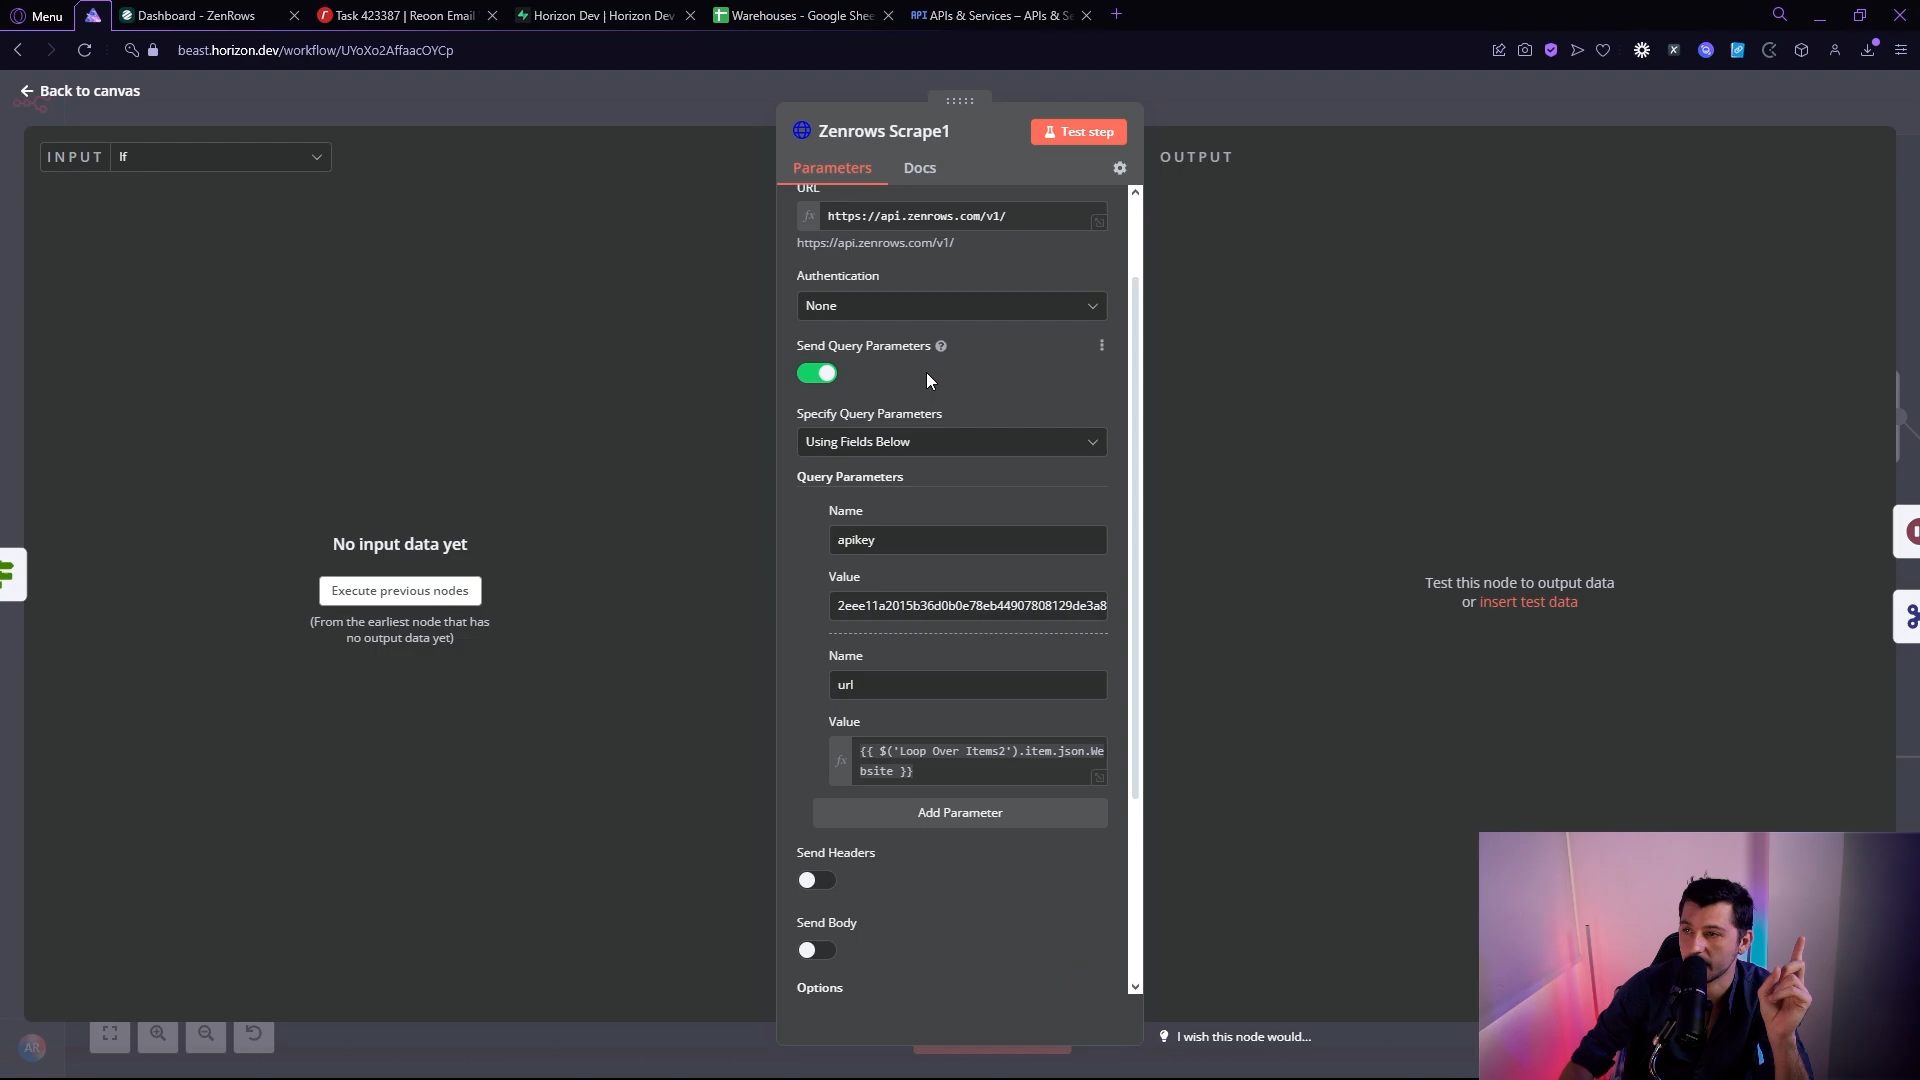 Menu
Dashboard - ZenRows
Task 423387 | Reoon Email
Horizon Dev | Horizon Dev
Warehouses - Google Shee
API APIs & Services – APIs & Se
beast.horizon.dev/workflow/UYoXo2AffaacOYCp
Back to canvas
INPUT
If
Zenrows Scrape1
Test step
OUTPUT
Parameters
Docs
URL
fx
https://api.zenrows.com/v1/
https://api.zenrows.com/v1/
Authentication
None
Send Query Parameters
Specify Query Parameters
Using Fields Below
Query Parameters
Name
apikey
Value
2eee11a2015b36d0b0e78eb44907808129de3a8
Name
url
Value
fx
{{ $('Loop Over Items2').item.json.We
bsite }}
Add Parameter
Send Headers
Send Body
Options
No input data yet
Execute previous nodes
(From the earliest node that has
no output data yet)
Test this node to output data
or insert test data
I wish this node would...
AR